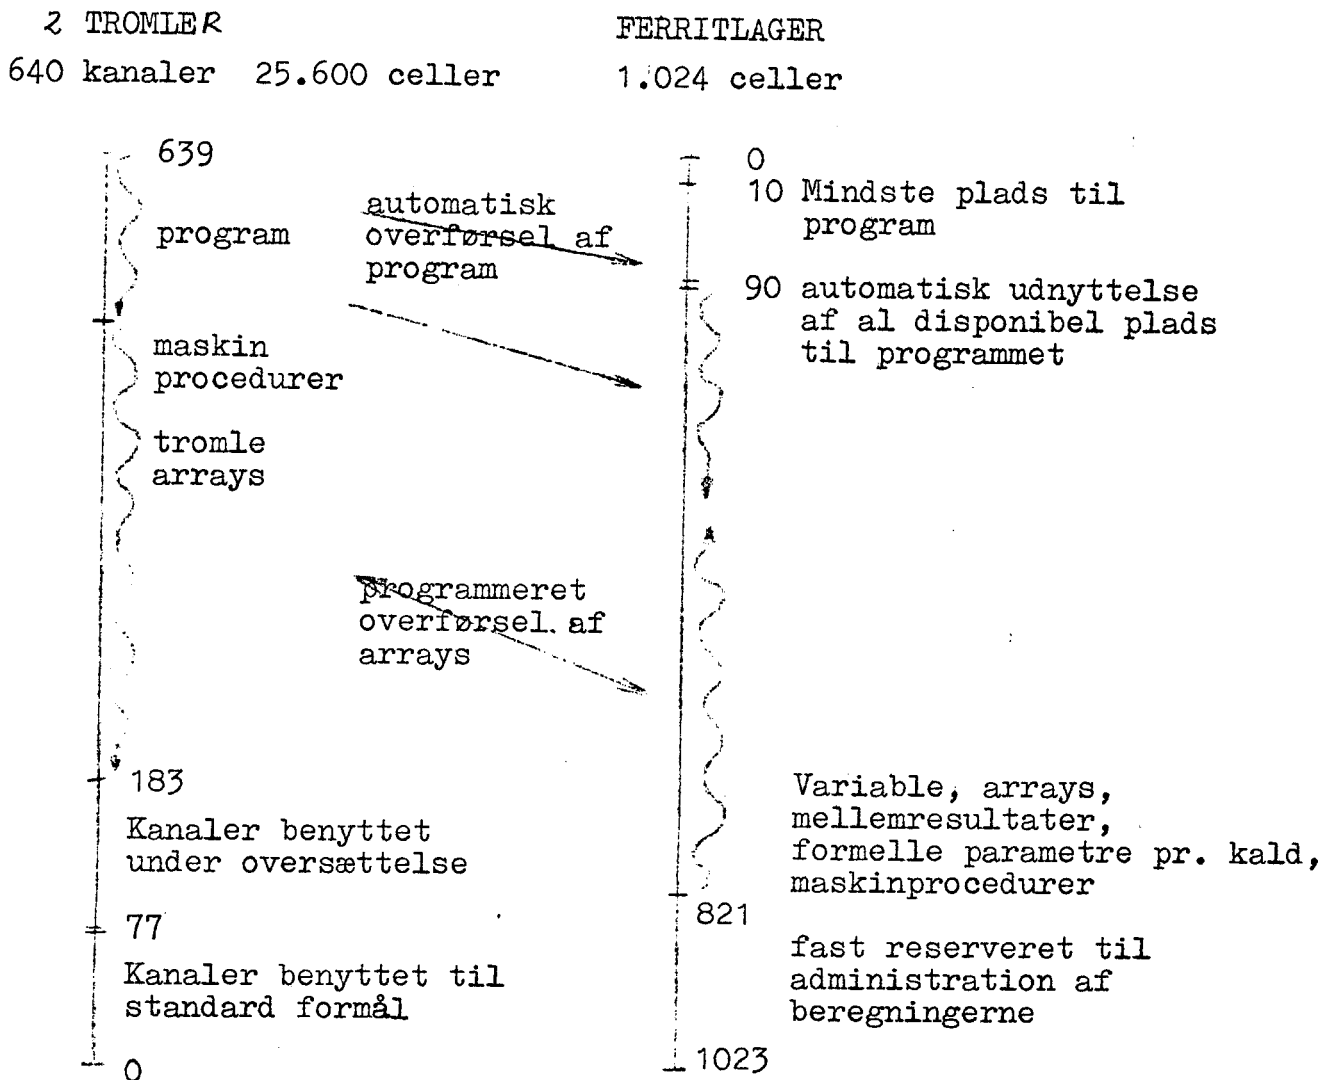 2 TROMLER
640 kanaler 25.600 celler
639
program
maskin
procedurer
tromle
arrays
183
Kanaler benyttet
under oversættelse
77
Kanaler benyttet til
standard formål
0
automatisk
overførsel af
program
programmeret
overførsel. af
arrays
FERRITLAGER
1.024 celler
0
10 Mindste plads til
program
90 automatisk udnyttelse
af al disponibel plads
til programmet
Variable, arrays,
mellemresultater,
formelle parametre pr. kald,
maskinprocedurer
821
fast reserveret til
administration af
beregningerne
1023